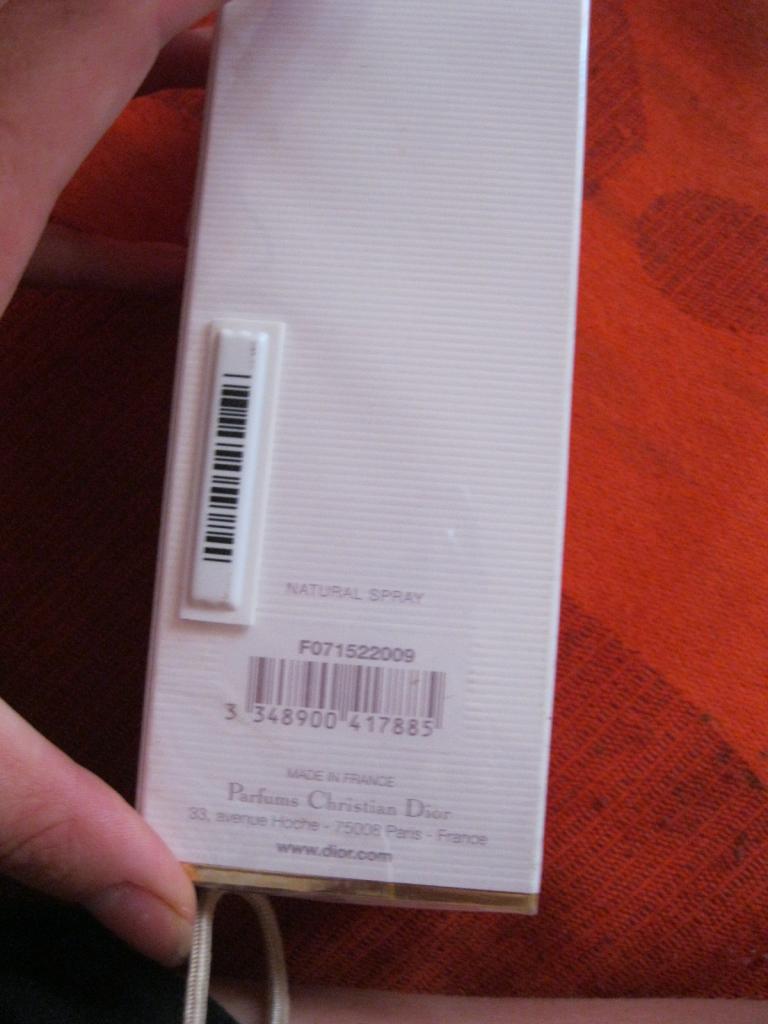 NATURAL SPRAY
F071522009
3 348900 417885
MADE IN FRANCE
Parfums Christian Dior
33, avenue Hoche - 75008 Paris - France
www.dior.com